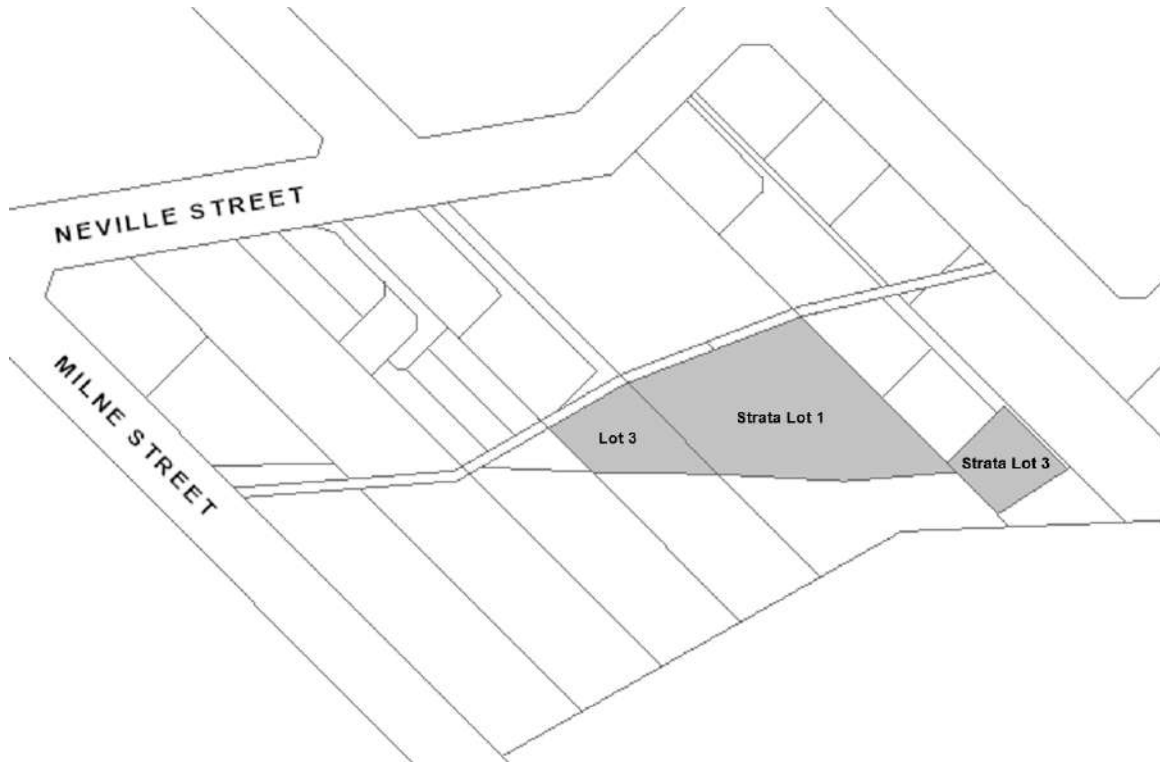 NEVILLE STREET
MILNE STREET
Strata Lot 1
Lot 3
Strata Lot 3